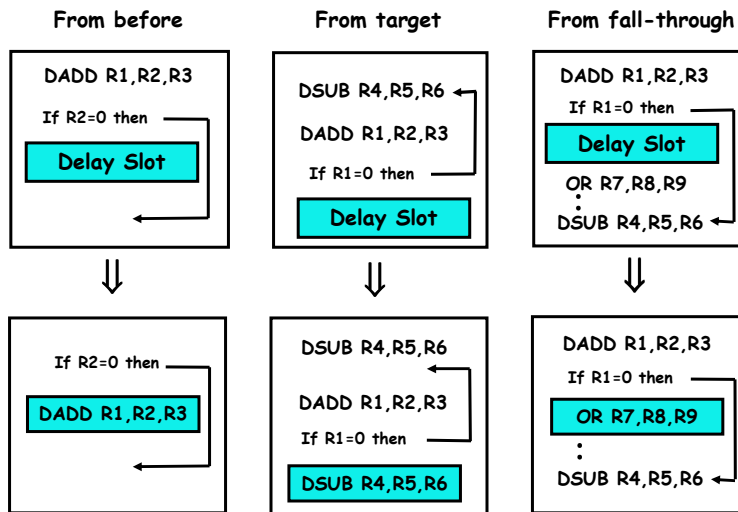 From before
DADD R1,R2,R3
If R2=0 then
Delay Slot
If R2=0 then
DADD R1,R2,R3
From target
DSUB R4,R5,R6
DADD R1,R2,R3
If R1=0 then
Delay Slot
DSUB R4,R5,R6
DADD R1,R2,R3
If R1=0 then
DSUB R4,R5,R6
From fall-through
DADD R1,R2,R3
If R1=0 then
Delay Slot
OR R7,R8,R9
DSUB R4,R5,R6
DADD R1,R2,R3
If R1=0 then
OR R7,R8,R9
DSUB R4,R5,R6